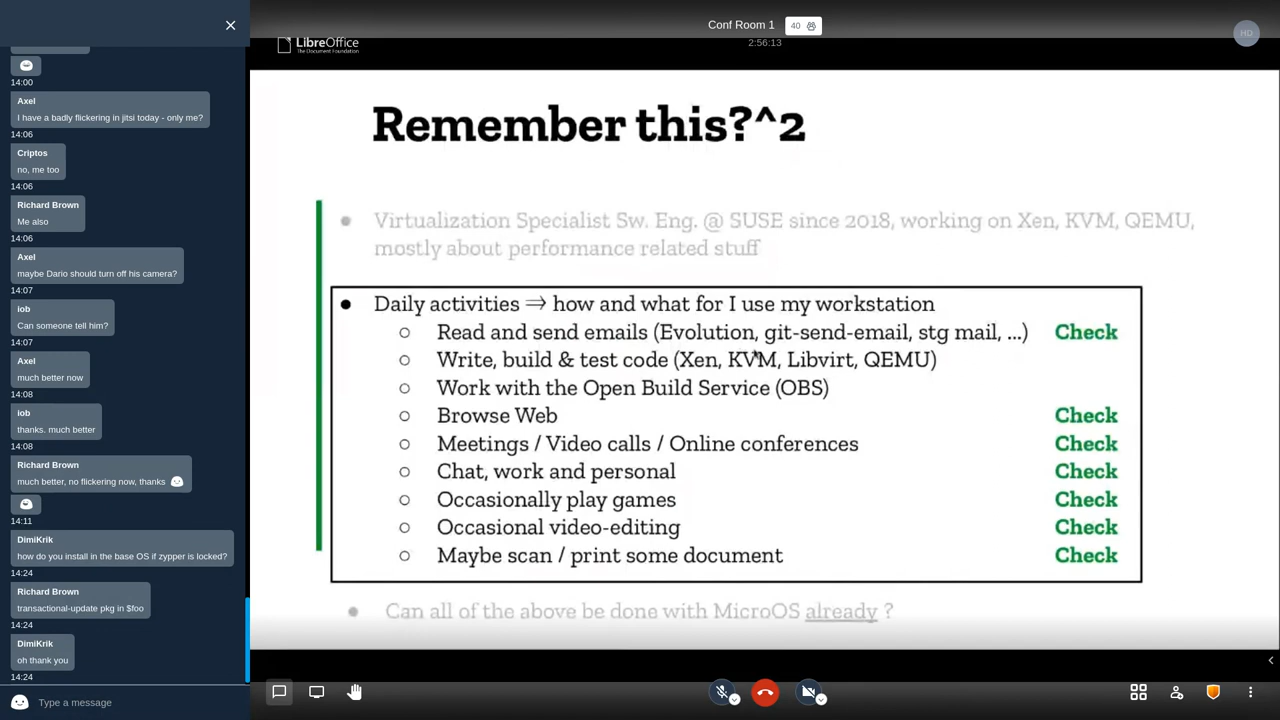 14:00
Axel
I have a badly flickering in jitsi today - only me?
14:06
Criptos
no, me too
14:06
Richard Brown
Me also
14:06
Axel
maybe Dario should turn off his camera?
14:07
iob
Can someone tell him?
14:07
Axel
much better now
14:08
iob
thanks. much better
14:08
Richard Brown
much better, no flickering now, thanks
14:11
DimiKrik
how do you install in the base OS if zypper is locked?
14:24
Richard Brown
transactional-update pkg in $foo
14:24
DimiKrik
oh thank you
14:24
Type a message
Conf Room 1 40
2:56:13
HD
LibreOffice
The Document Foundation
Remember this?^2
Virtualization Specialist Sw. Eng. @ SUSE since 2018, working on Xen, KVM, QEMU,
mostly about performance related stuff
Daily activities ⇒ how and what for I use my workstation
Read and send emails (Evolution, git-send-email, stg mail, ...) Check
Write, build & test code (Xen, KVM, Libvirt, QEMU)
Work with the Open Build Service (OBS)
Browse Web Check
Meetings / Video calls / Online conferences Check
Chat, work and personal Check
Occasionally play games Check
Occasional video-editing Check
Maybe scan / print some document Check
Can all of the above be done with MicroOS already ?